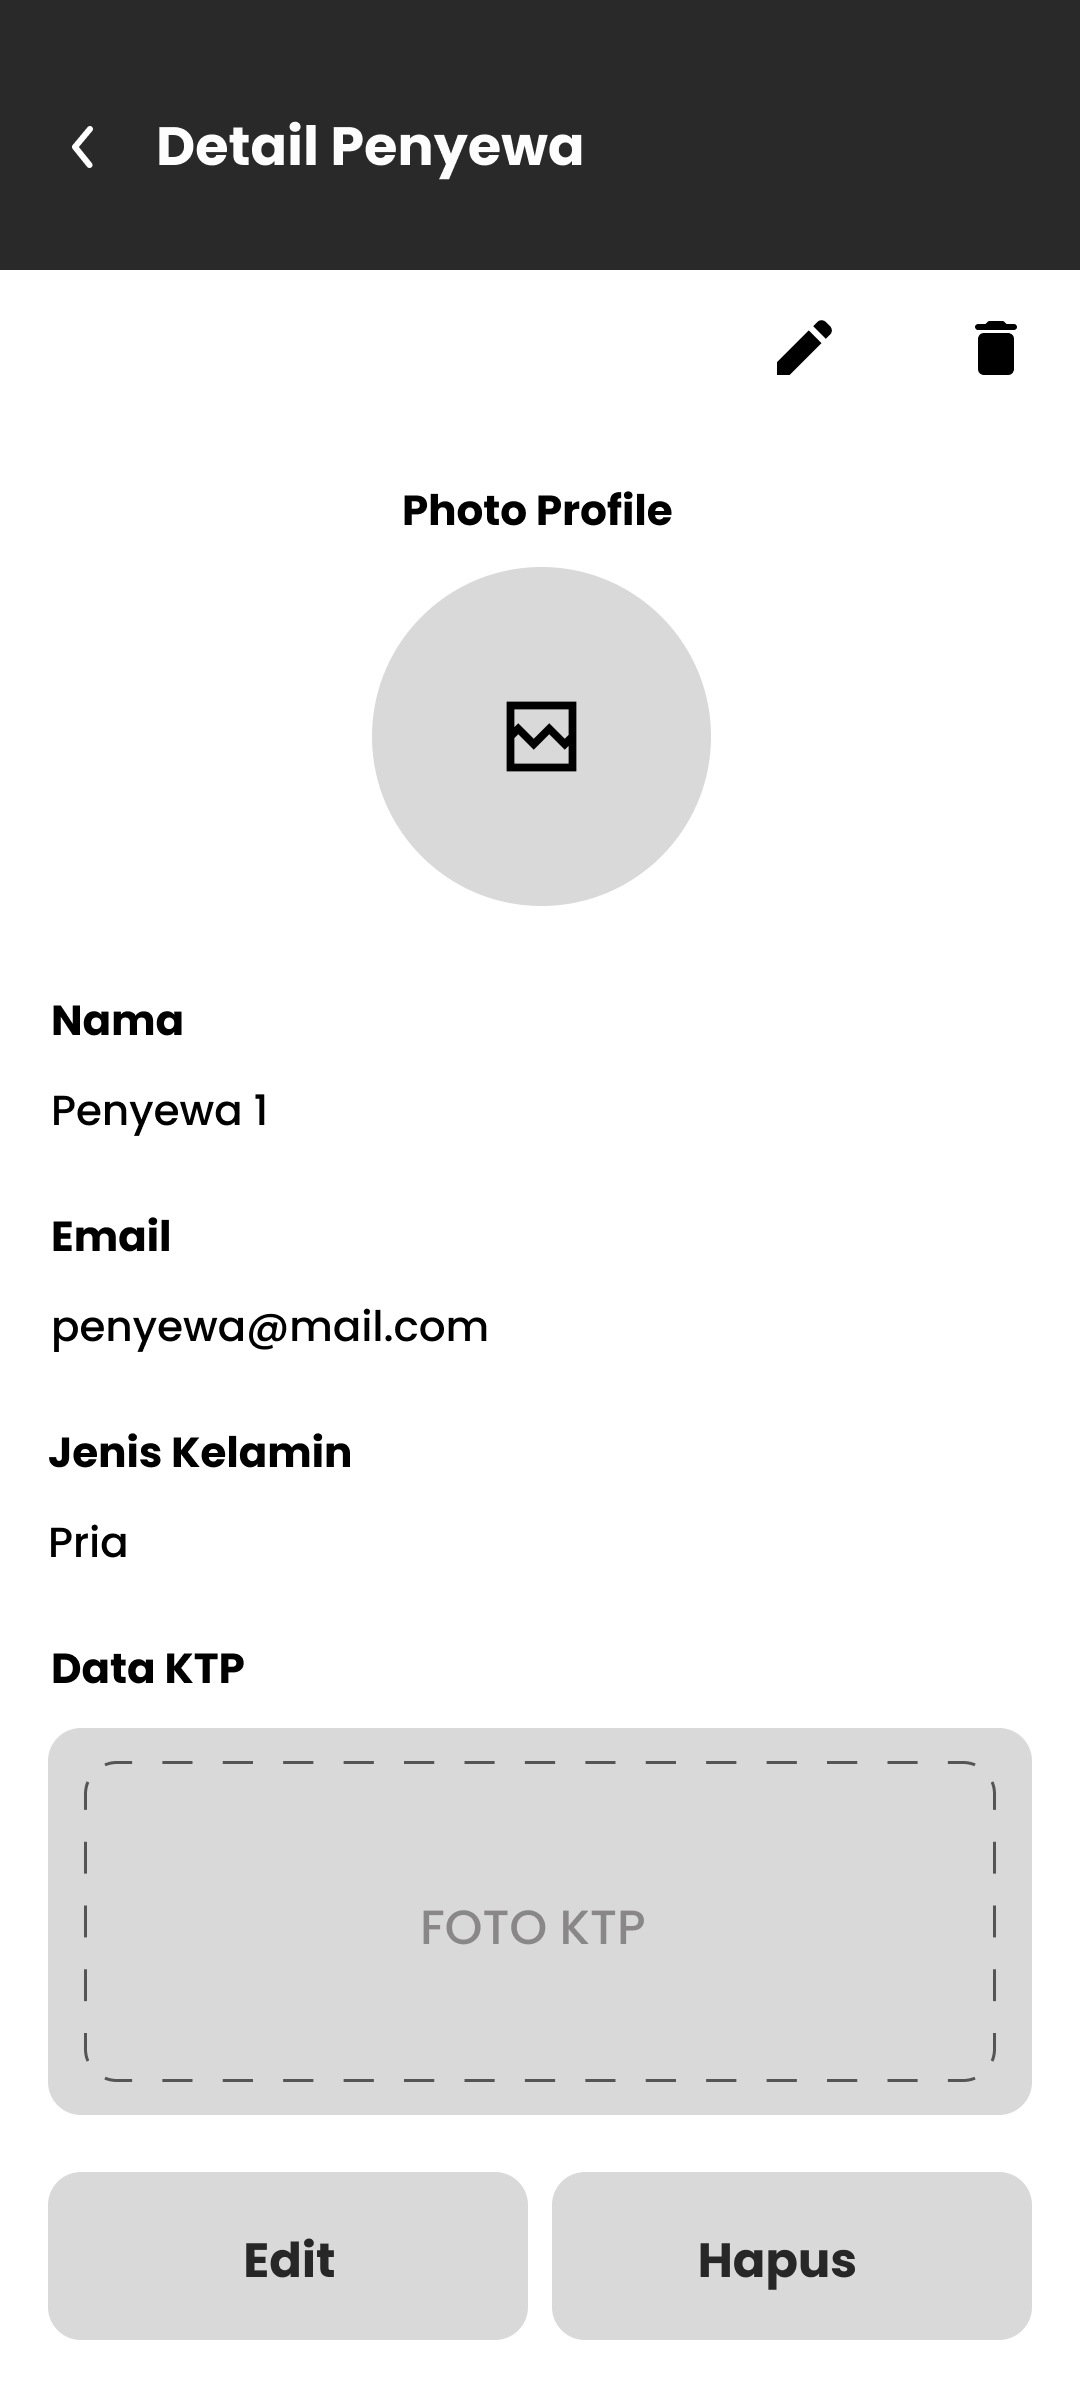 Detail Penyewa
Photo Profile
Nama
Penyewa 1
Email
penyewa@mail.com
Jenis Kelamin
Pria
Data KTP
FOTO KTP
Edit
Hapus